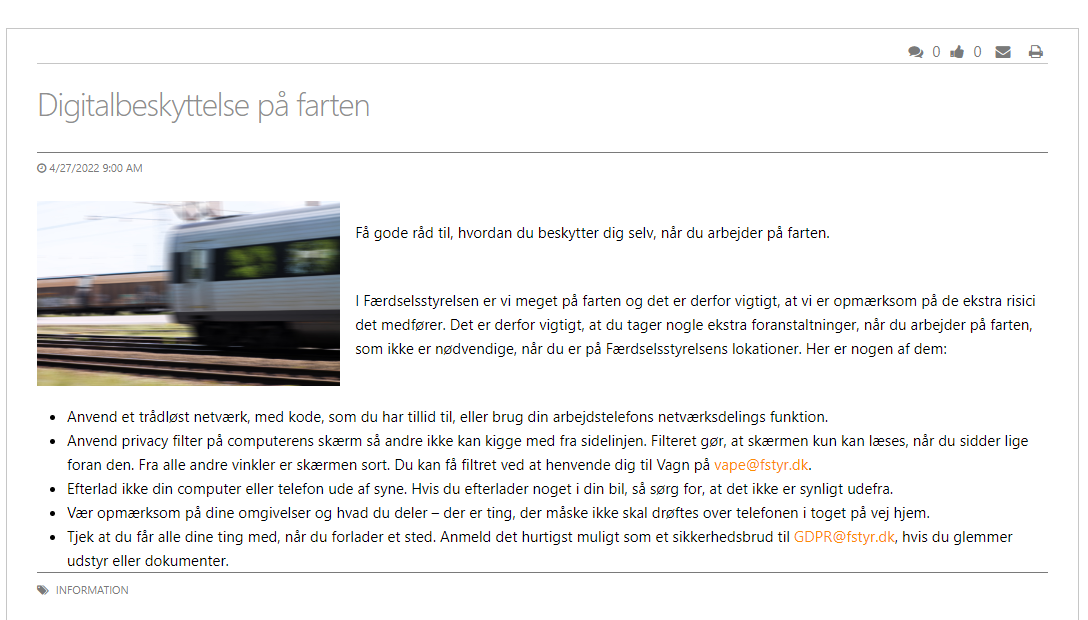 0 0
Digitalbeskyttelse på farten
4/27/2022 9:00 AM
Få gode råd til, hvordan du beskytter dig selv, når du arbejder på farten.
I Færdselsstyrelsen er vi meget på farten og det er derfor vigtigt, at vi er opmærksom på de ekstra risici
det medfører. Det er derfor vigtigt, at du tager nogle ekstra foranstaltninger, når du arbejder på farten,
som ikke er nødvendige, når du er på Færdselsstyrelsens lokationer. Her er nogen af dem:
• Anvend et trådløst netværk, med kode, som du har tillid til, eller brug din arbejdstelefons netværksdelings funktion.
• Anvend privacy filter på computerens skærm så andre ikke kan kigge med fra sidelinjen. Filteret gør, at skærmen kun kan læses, når du sidder lige
foran den. Fra alle andre vinkler er skærmen sort. Du kan få filtret ved at henvende dig til Vagn på vape@fstyr.dk.
• Efterlad ikke din computer eller telefon ude af syne. Hvis du efterlader noget i din bil, så sørg for, at det ikke er synligt udefra.
• Vær opmærksom på dine omgivelser og hvad du deler – der er ting, der måske ikke skal drøftes over telefonen i toget på vej hjem.
• Tjek at du får alle dine ting med, når du forlader et sted. Anmeld det hurtigst muligt som et sikkerhedsbrud til GDPR@fstyr.dk, hvis du glemmer
udstyr eller dokumenter.
INFORMATION